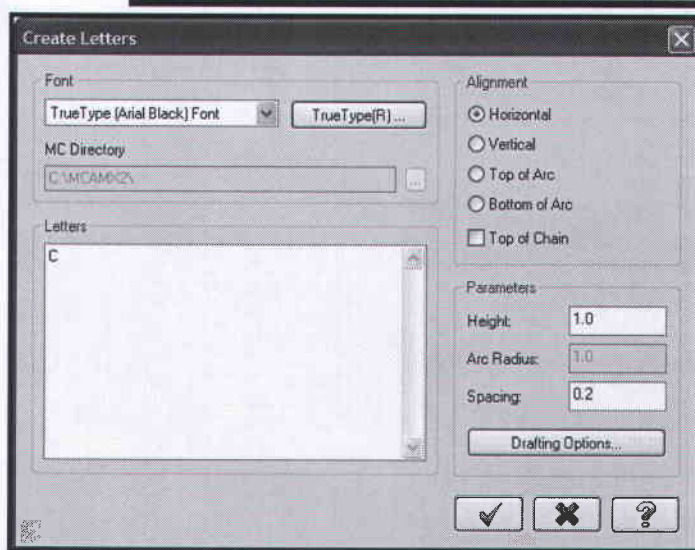 Create Letters
Font
TrueType (Arial Black) Font
TrueType(R) ...
MC Directory
C:\MCAMX2\
...
Letters
C
Alignment
Horizontal
Vertical
Top of Arc
Bottom of Arc
Top of Chain
Parameters
Height: 1.0
Arc Radius: 1.0
Spacing: 0.2
Drafting Options...
?